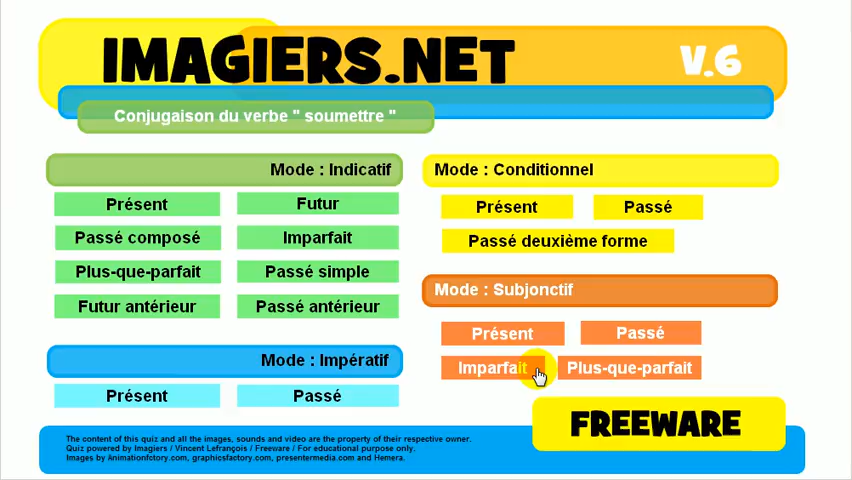 IMAGIERS.NET
V.6
Conjugaison du verbe " soumettre "
Mode : Indicatif
Présent
Futur
Passé composé
Imparfait
Plus-que-parfait
Passé simple
Futur antérieur
Passé antérieur
Mode : Impératif
Présent
Passé
Mode : Conditionnel
Présent
Passé
Passé deuxième forme
Mode : Subjonctif
Présent
Passé
Imparfait
Plus-que-parfait
FREEWARE
The content of this quiz and all the images, sounds and video are the property of their respective owner.
Quiz powered by Imagiers / Vincent Lefrançois / Freeware / For educational purpose only.
Images by Animationfctory.com, graphicsfactory.com, presentermedia.com and Hemera.